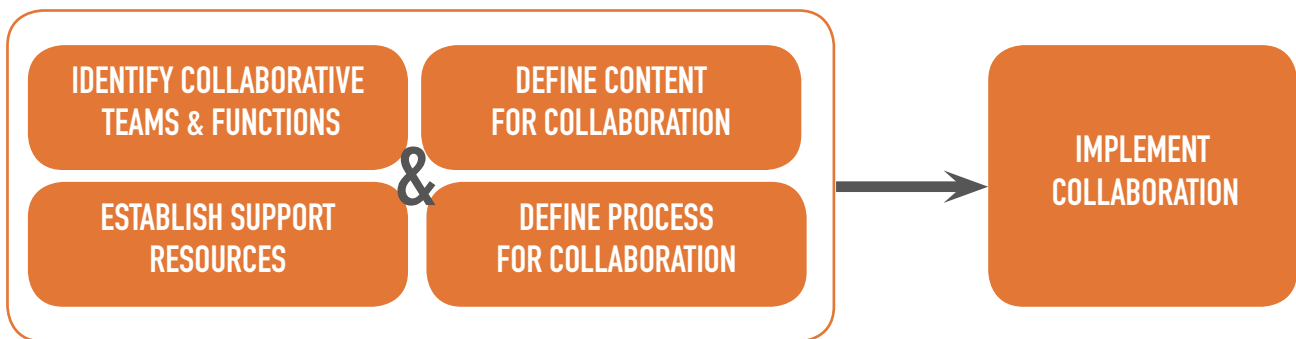 IDENTIFY COLLABORATIVE
TEAMS & FUNCTIONS
DEFINE CONTENT
FOR COLLABORATION
&
ESTABLISH SUPPORT
RESOURCES
DEFINE PROCESS
FOR COLLABORATION
IMPLEMENT
COLLABORATION